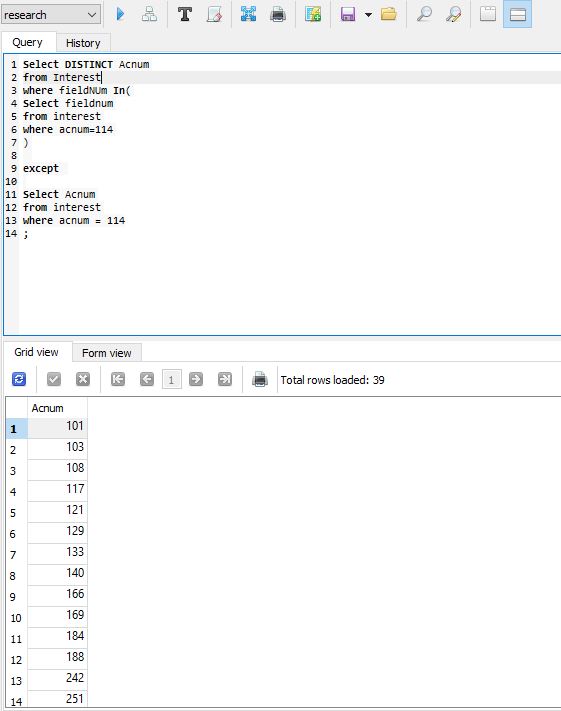 research
Query History
1 Select DISTINCT Acnum
2 from Interest
3 where fieldNUm In(
4 Select fieldnum
5 from interest
6 where acnum=114
7 )
8
9 except
10
11 Select Acnum
12 from interest
13 where acnum = 114
14 ;
Grid view Form view
1 Total rows loaded: 39
Acnum
1 101
2 103
3 108
4 117
5 121
6 129
7 133
8 140
9 166
10 169
11 184
12 188
13 242
14 251